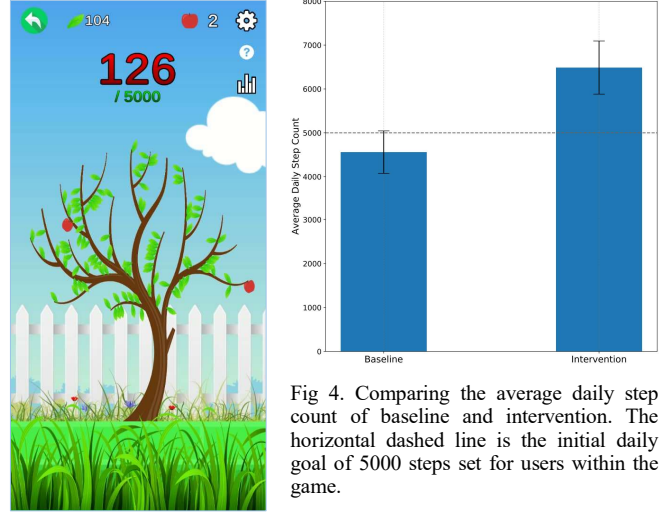 104
2
?
126
/ 5000
8000
7000
6000
5000
4000
3000
2000
1000
0
Average Daily Step Count
Baseline
Intervention
Fig 4. Comparing the average daily step
count of baseline and intervention. The
horizontal dashed line is the initial daily
goal of 5000 steps set for users within the
game.